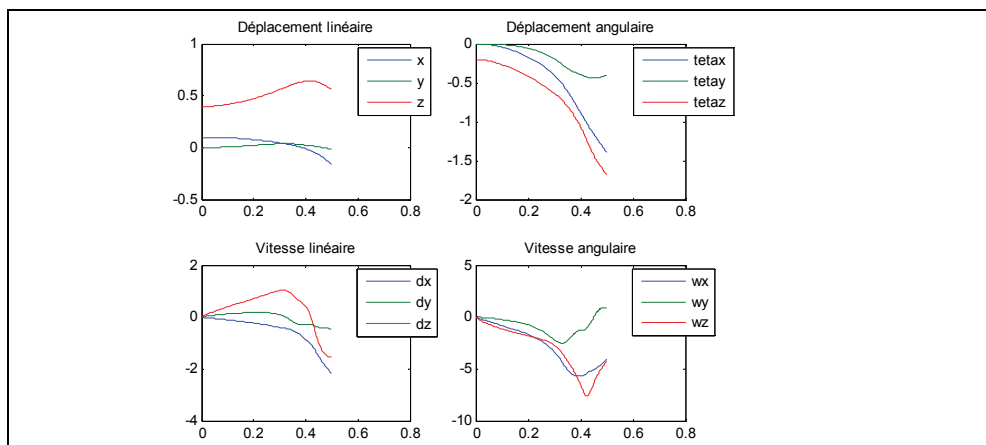 Déplacement linéaire
1
0.5
0
-0.5
0
0.2
0.4
0.6
0.8
x
y
z
Déplacement angulaire
0
-0.5
-1
-1.5
-2
0
0.2
0.4
0.6
0.8
tetax
tetay
tetaz
Vitesse linéaire
2
0
-2
-4
0
0.2
0.4
0.6
0.8
dx
dy
dz
Vitesse angulaire
5
0
-5
-10
0
0.2
0.4
0.6
0.8
wx
wy
wz